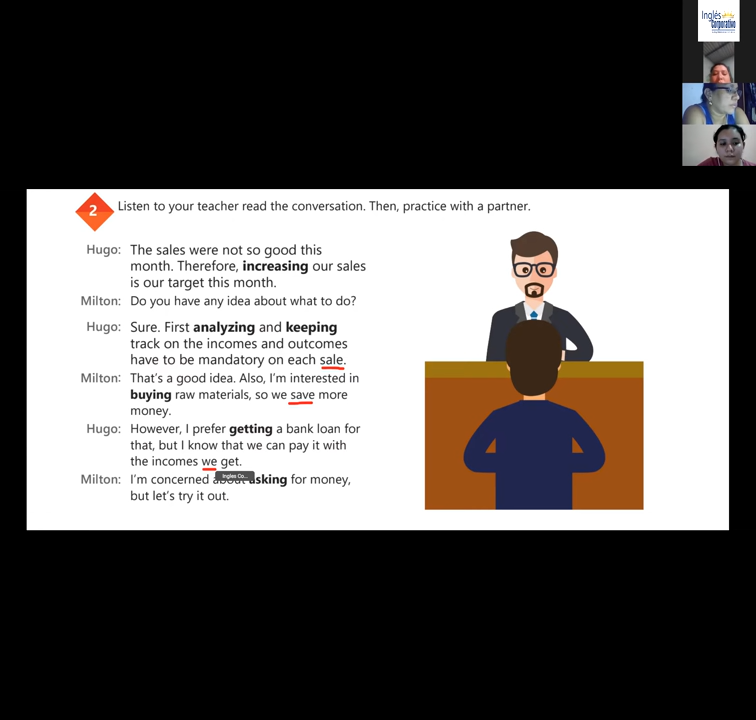 Inglés
Corporativo
2
Listen to your teacher read the conversation. Then, practice with a partner.
Hugo: The sales were not so good this
month. Therefore, increasing our sales
is our target this month.
Milton: Do you have any idea about what to do?
Hugo: Sure. First analyzing and keeping
track on the incomes and outcomes
have to be mandatory on each sale.
Milton: That's a good idea. Also, I'm interested in
buying raw materials, so we save more
money.
Hugo: However, I prefer getting a bank loan for
that, but I know that we can pay it with
the incomes we get.
Ingles Co...
Milton: I'm concerned about asking for money,
but let's try it out.